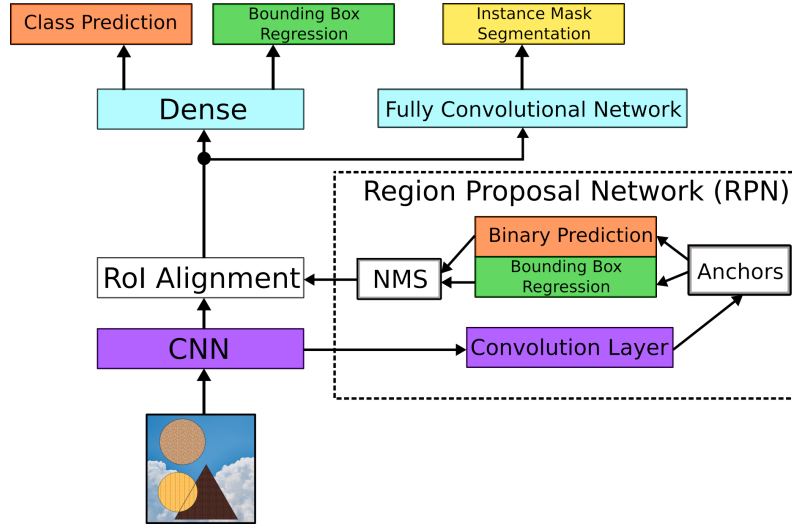 Class Prediction
Bounding Box
Regression
Instance Mask
Segmentation
Dense
Fully Convolutional Network
Region Proposal Network (RPN)
Binary Prediction
Bounding Box
Regression
Anchors
NMS
RoI Alignment
CNN
Convolution Layer